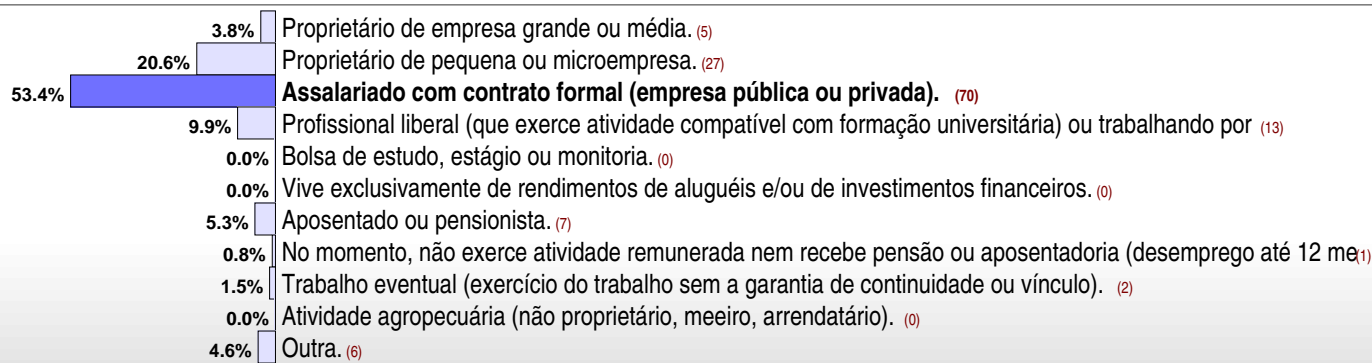 3.8% Proprietário de empresa grande ou média. (5)
20.6% Proprietário de pequena ou microempresa. (27)
53.4% Assalariado com contrato formal (empresa pública ou privada). (70)
9.9% Profissional liberal (que exerce atividade compatível com formação universitária) ou trabalhando por (13)
0.0% Bolsa de estudo, estágio ou monitoria. (0)
0.0% Vive exclusivamente de rendimentos de aluguéis e/ou de investimentos financeiros. (0)
5.3% Aposentado ou pensionista. (7)
0.8% No momento, não exerce atividade remunerada nem recebe pensão ou aposentadoria (desemprego até 12 me (1)
1.5% Trabalho eventual (exercício do trabalho sem a garantia de continuidade ou vínculo). (2)
0.0% Atividade agropecuária (não proprietário, meeiro, arrendatário). (0)
4.6% Outra. (6)